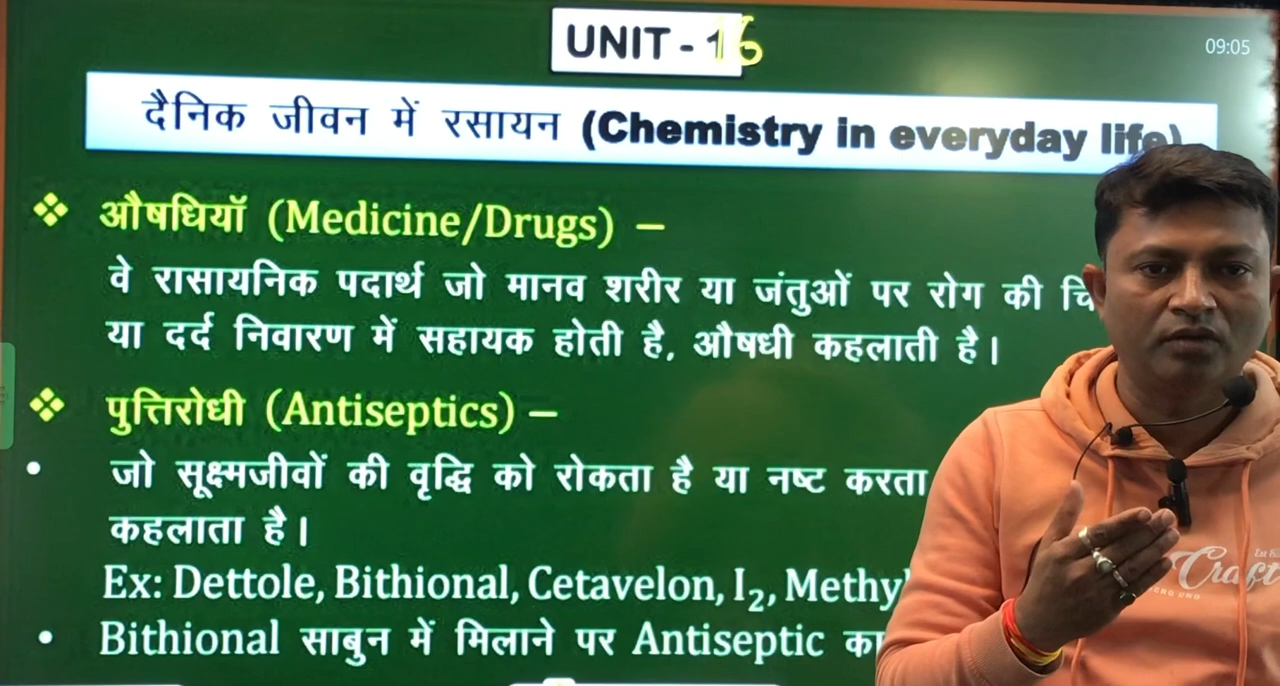 UNIT - 16
09:05
दैनिक जीवन में रसायन (Chemistry in everyday life)
❖ औषधियॉ (Medicine/Drugs) –
वे रासायनिक पदार्थ जो मानव शरीर या जंतुओं पर रोग की
या दर्द निवारण में सहायक होती है, औषधी कहलाती है।
❖ पुत्तिरोधी (Antiseptics) –
• जो सूक्ष्मजीवों की वृद्धि को रोकता है या नष्ट करता
कहलाता है।
Ex: Dettole, Bithional, Cetavelon, I₂,
• Bithional साबुन में मिलाने पर Antiseptic
Craft